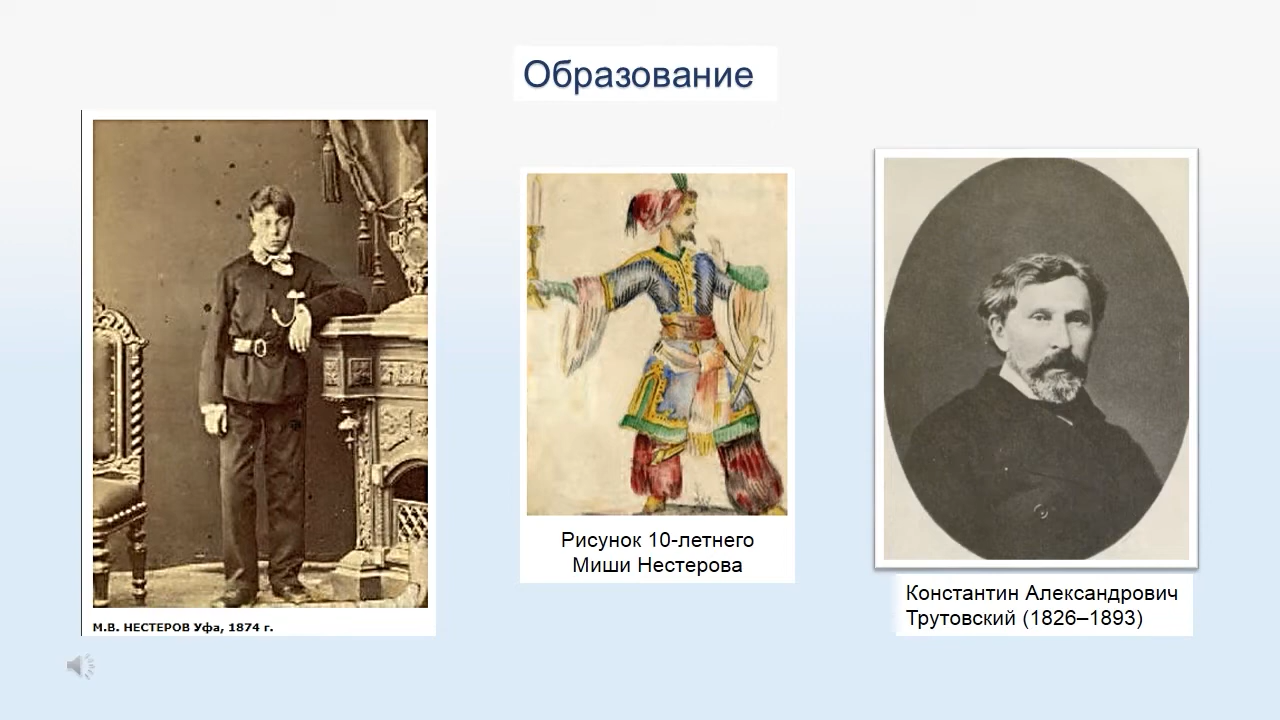 Образование
М.В. НЕСТЕРОВ Уфа, 1874 г.
Рисунок 10-летнего
Миши Нестерова
Константин Александрович
Трутовский (1826–1893)